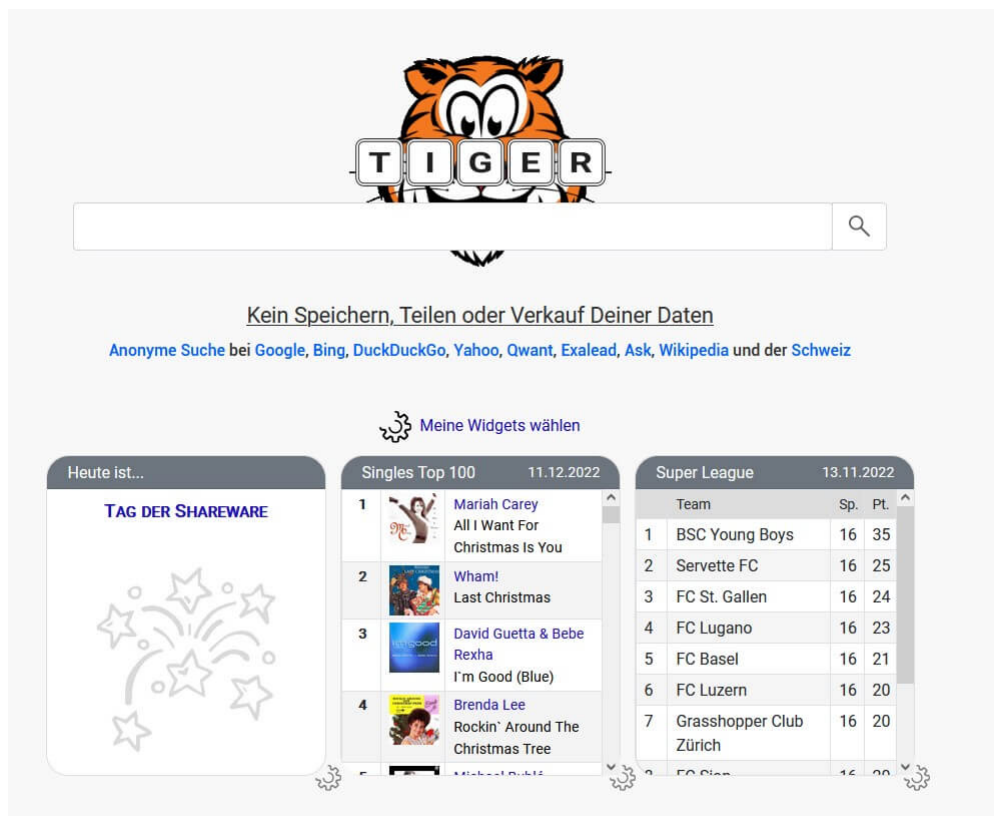 TIGER
Kein Speichern, Teilen oder Verkauf Deiner Daten
Anonyme Suche bei Google, Bing, DuckDuckGo, Yahoo, Qwant, Exalead, Ask, Wikipedia und der Schweiz
Meine Widgets wählen
Heute ist...
TAG DER SHAREWARE
Singles Top 100 11.12.2022
1 Mariah Carey
All I Want For
Christmas Is You
2 Wham!
Last Christmas
3 David Guetta & Bebe
Rexha
I´m Good (Blue)
4 Brenda Lee
Rockin` Around The
Christmas Tree
Super League 13.11.2022
Team Sp. Pt.
1 BSC Young Boys 16 35
2 Servette FC 16 25
3 FC St. Gallen 16 24
4 FC Lugano 16 23
5 FC Basel 16 21
6 FC Luzern 16 20
7 Grasshopper Club 16 20
Zürich